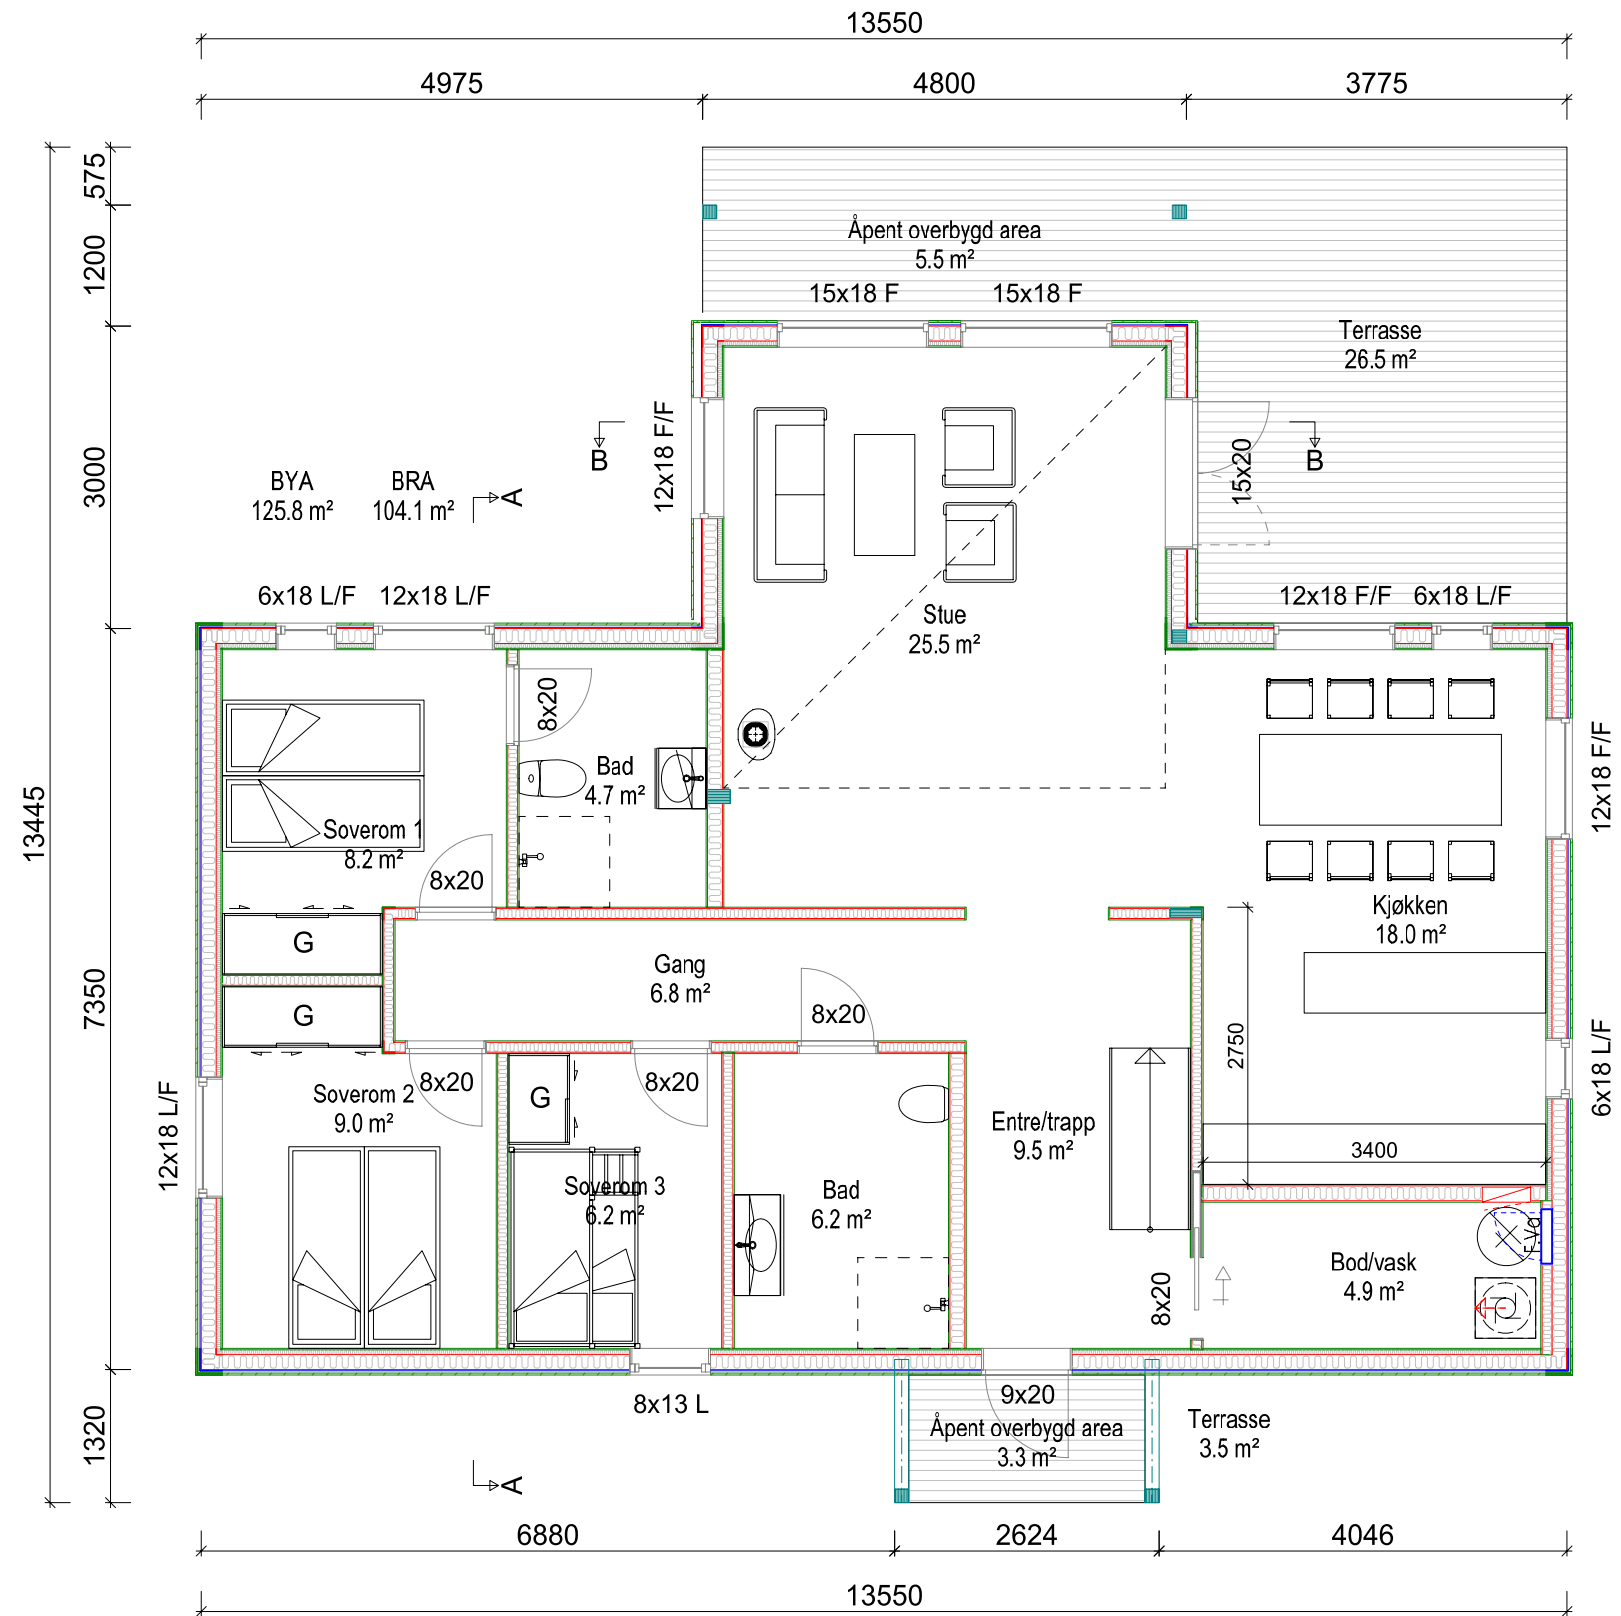 13550
4975
4800
3775
575
1200
3000
7350
1320
13445
Åpent overbygd area
5.5 m²
15x18 F
15x18 F
Terrasse
26.5 m²
12x18 F/F
B
B
15x20
BYA
125.8 m²
BRA
104.1 m²
A
6x18 L/F
12x18 L/F
12x18 F/F
6x18 L/F
Stue
25.5 m²
8x20
Bad
4.7 m²
Soverom 1
8.2 m²
8x20
12x18 F/F
Kjøkken
18.0 m²
G
G
Gang
6.8 m²
8x20
2750
6x18 L/F
12x18 L/F
Soverom 2
9.0 m²
8x20
G
8x20
Soverom 3
6.2 m²
Bad
6.2 m²
Entre/trapp
9.5 m²
3400
F.Va
Bod/vask
4.9 m²
8x20
8x13 L
9x20
Åpent overbygd area
3.3 m²
Terrasse
3.5 m²
A
6880
2624
4046
13550